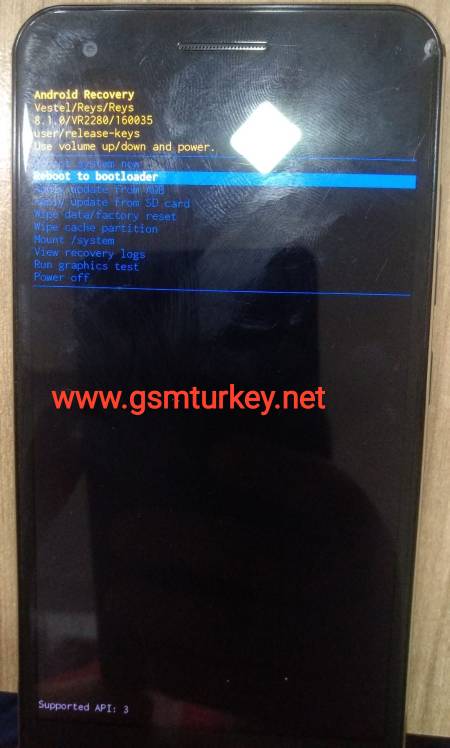 Android Recovery
Vestel/Reys/Reys
8.1.0/VR2280/160035
user/release-keys
Use volume up/down and power.
Reboot system now
Reboot to bootloader
Apply update from ADB
Apply update from SD card
Wipe data/factory reset
Wipe cache partition
Mount /system
View recovery logs
Run graphics test
Power off
www.gsmturkey.net
Supported API: 3